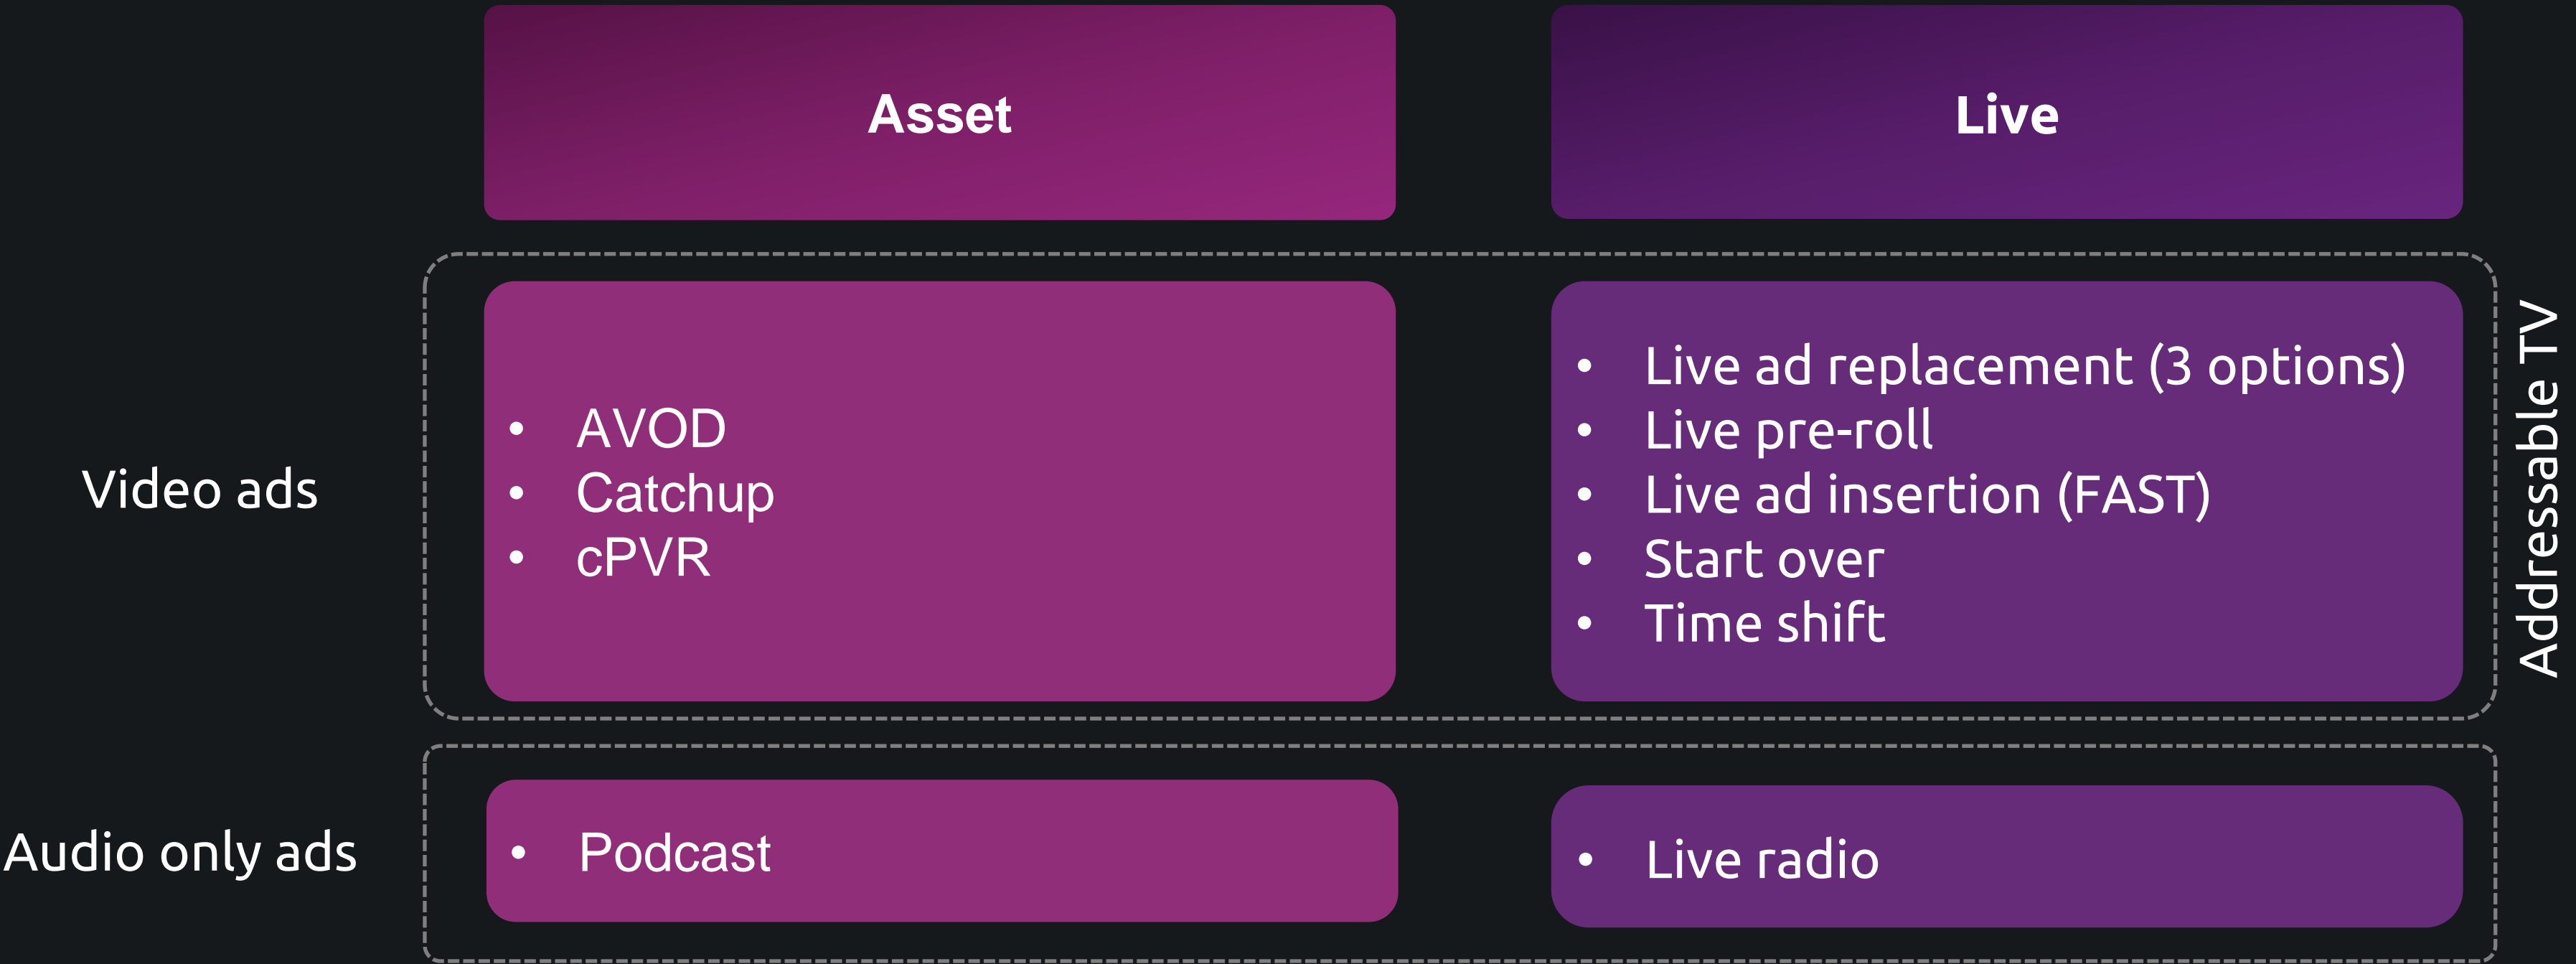 Asset
Live
Video ads
• AVOD
• Catchup
• cPVR
• Live ad replacement (3 options)
• Live pre-roll
• Live ad insertion (FAST)
• Start over
• Time shift
Addressable TV
Audio only ads
• Podcast
• Live radio